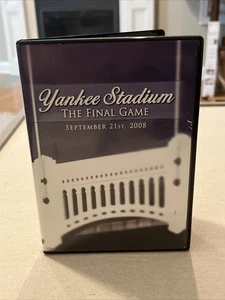 Yankee Stadium
The Final Game
September 21st, 2008